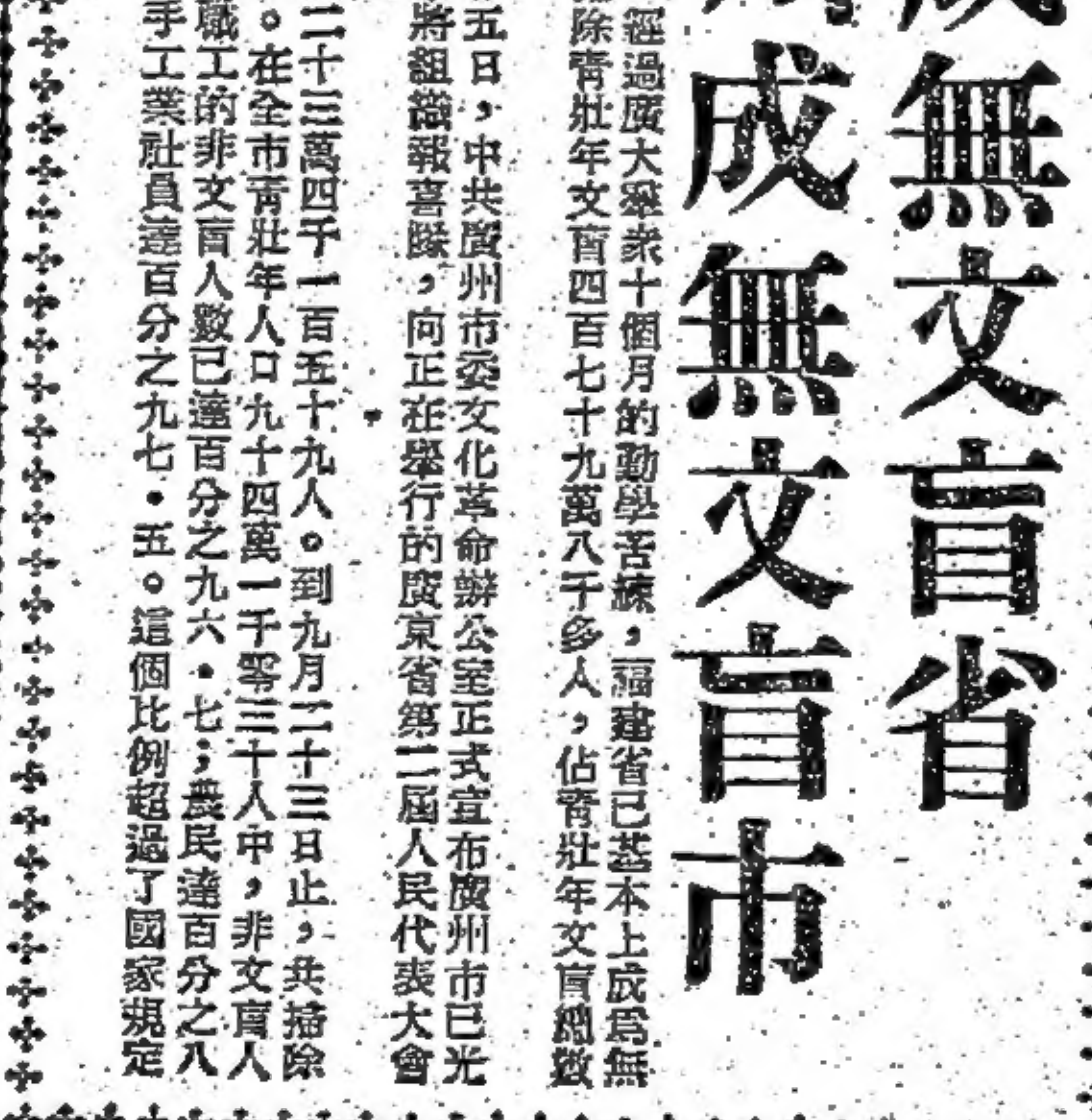 無文盲省
成無文盲市
經過廣大羣衆十個月的勤學苦練,福建省已基本上成爲無
除靑壯年文盲四百七十九萬八千多人,佔靑壯年文盲總數
五日,中共廣州市委文化革命辦公室正式宣布廣州市已光
將組織報喜隊,向正在舉行的廣東省第二屆人民代表大會
二十三萬四千一百五十九人。到九月二十三日止,共掃除
。在全市靑壯年人口九十四萬一千零三十人中,非文盲人
職工的非文盲人數已達百分之九六·七;農民達百分之八
手工業社員達百分之九七·五。這個比例超過了國家規定